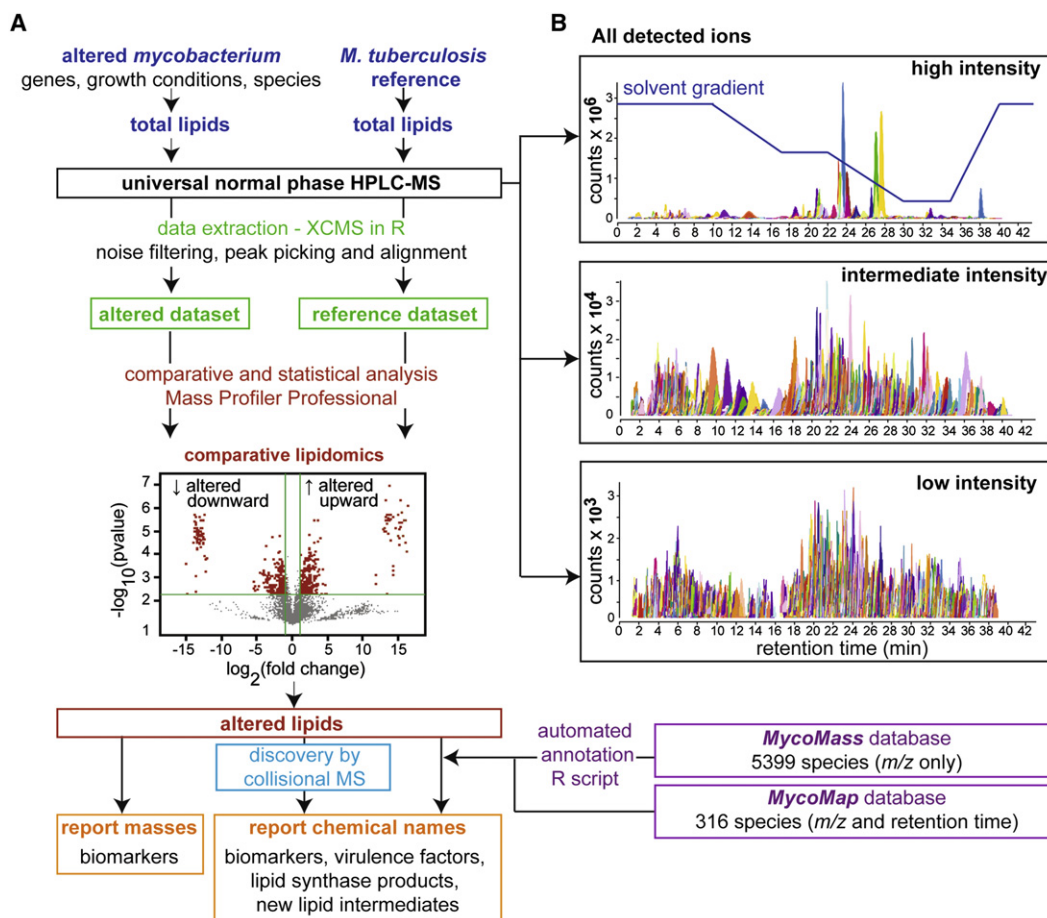 A
altered mycobacterium
genes, growth conditions, species
M. tuberculosis
reference
total lipids
total lipids
universal normal phase HPLC-MS
data extraction - XCMS in R
noise filtering, peak picking and alignment
altered dataset
reference dataset
comparative and statistical analysis
Mass Profiler Professional
comparative lipidomics
↓ altered
downward
↑ altered
upward
-log10(pvalue)
7
6
5
4
3
2
1
-15 -10 -5 0 5 10 15
log2(fold change)
altered lipids
discovery by
collisional MS
automated
annotation
R script
MycoMass database
5399 species (m/z only)
MycoMap database
316 species (m/z and retention time)
report masses
biomarkers
report chemical names
biomarkers, virulence factors,
lipid synthase products,
new lipid intermediates
B
All detected ions
high intensity
solvent gradient
counts x 10^6
3
2
1
0
0 2 4 6 8 10 12 14 16 18 20 22 24 26 28 30 32 34 36 38 40 42
intermediate intensity
counts x 10^4
3
2
1
0
0 2 4 6 8 10 12 14 16 18 20 22 24 26 28 30 32 34 36 38 40 42
low intensity
counts x 10^3
3
2
1
0
0 2 4 6 8 10 12 14 16 18 20 22 24 26 28 30 32 34 36 38 40 42
retention time (min)